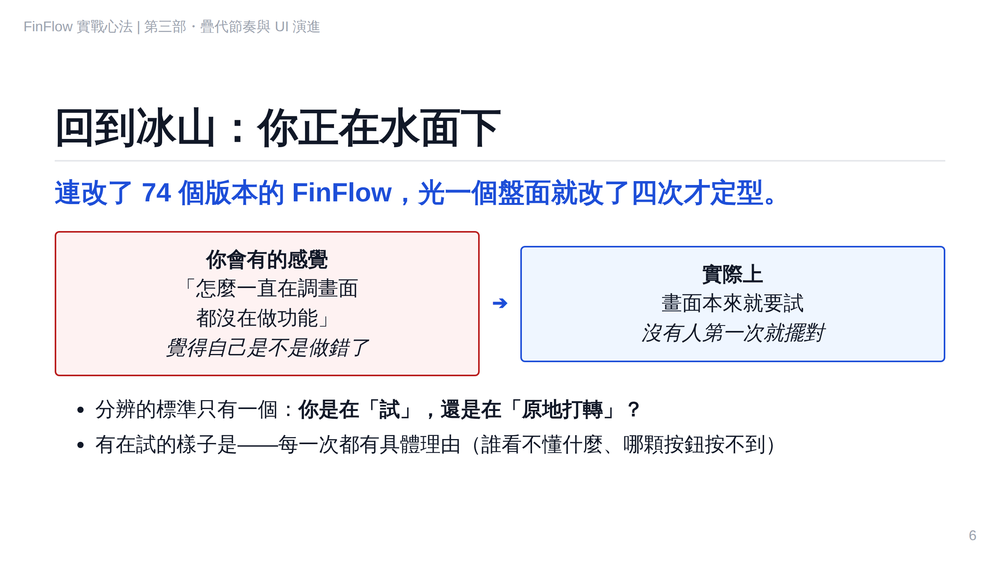 FinFlow 實戰心法 | 第三部・疊代節奏與 UI 演進
回到冰山：你正在水面下
連改了 74 個版本的 FinFlow，光一個盤面就改了四次才定型。
你會有的感覺
「怎麼一直在調畫面
都沒在做功能」
覺得自己是不是做錯了
➔
實際上
畫面本來就要試
沒有人第一次就擺對
• 分辨的標準只有一個：你是在「試」，還是在「原地打轉」？
• 有在試的樣子是——每一次都有具體理由（誰看不懂什麼、哪顆按鈕按不到）
6